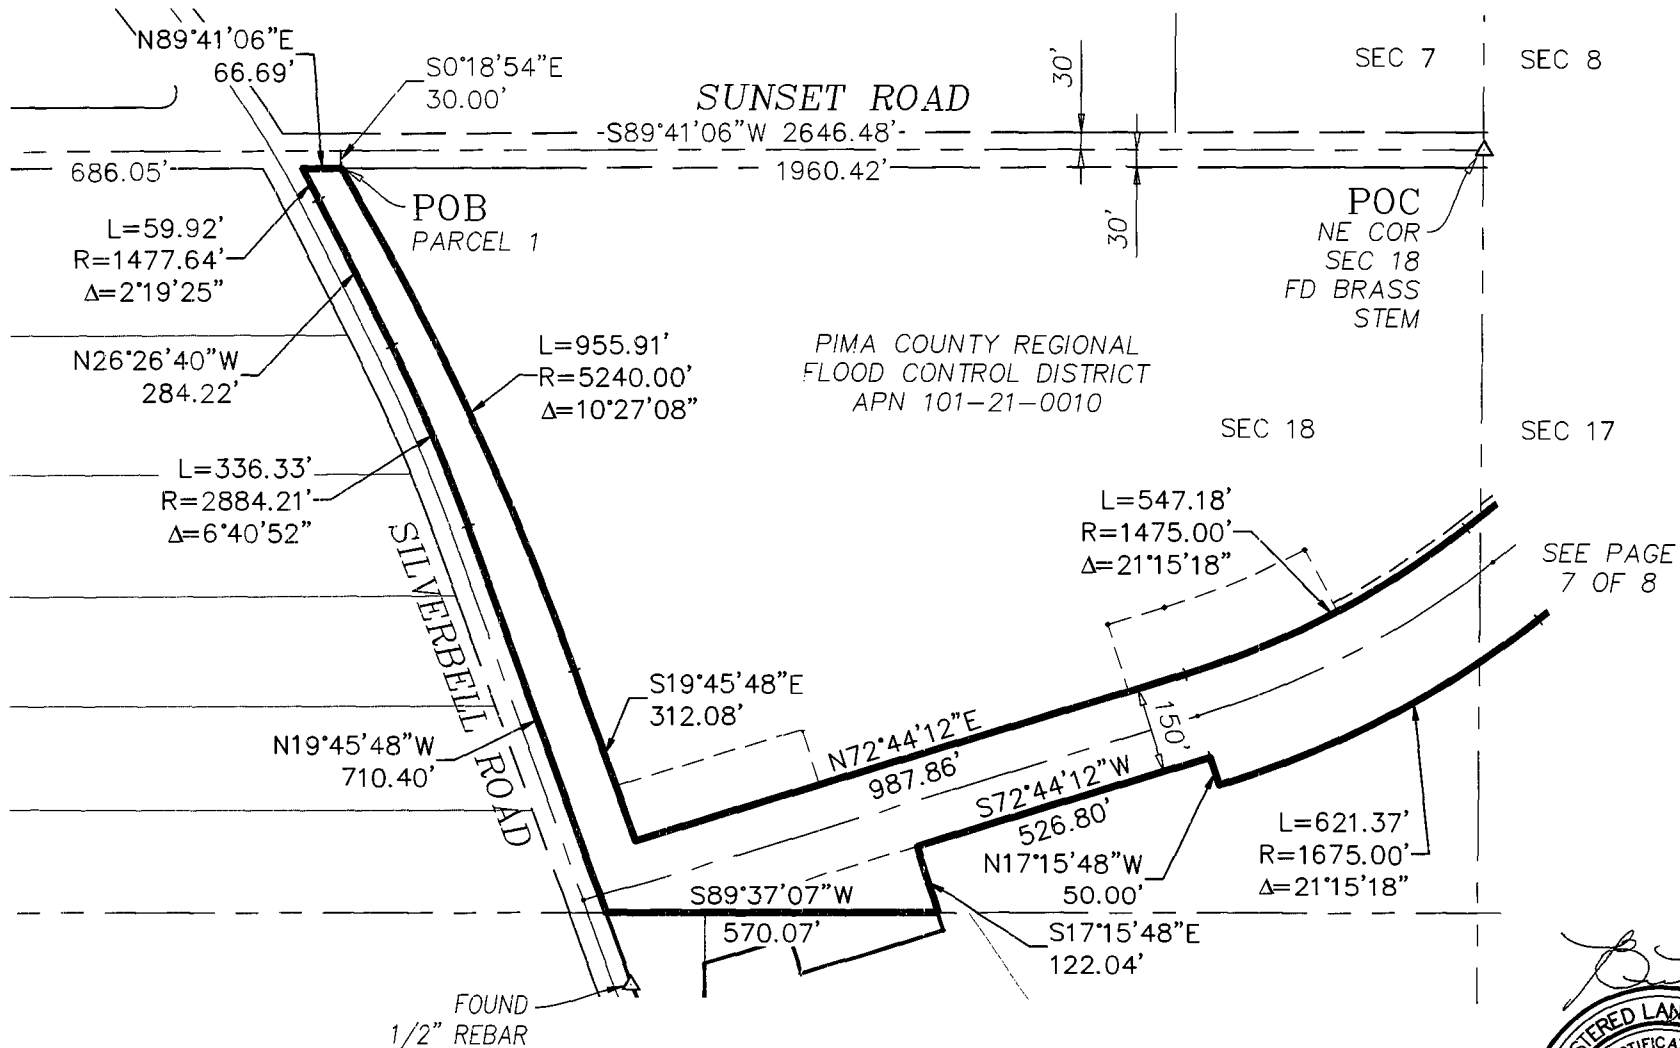 N89°41'06"E
66.69'
S0°18'54"E
30.00'
SUNSET ROAD
S89°41'06"W 2646.48'
30'
SEC 7
SEC 8
686.05'
1960.42'
30'
POB
PARCEL 1
POC
NE COR
SEC 18
FD BRASS
STEM
L=59.92'
R=1477.64'
Δ=2°19'25"
N26°26'40"W
284.22'
L=955.91'
R=5240.00'
Δ=10°27'08"
PIMA COUNTY REGIONAL
FLOOD CONTROL DISTRICT
APN 101-21-0010
SEC 18
SEC 17
L=336.33'
R=2884.21'
Δ=6°40'52"
SILVERBELL ROAD
L=547.18'
R=1475.00'
Δ=21°15'18"
SEE PAGE
7 OF 8
S19°45'48"E
312.08'
N19°45'48"W
710.40'
N72°44'12"E
987.86'
150'
S72°44'12"W
526.80'
N17°15'48"W
50.00'
L=621.37'
R=1675.00'
Δ=21°15'18"
S89°37'07"W
570.07'
S17°15'48"E
122.04'
FOUND
1/2" REBAR
STERED LAN
TIFICA